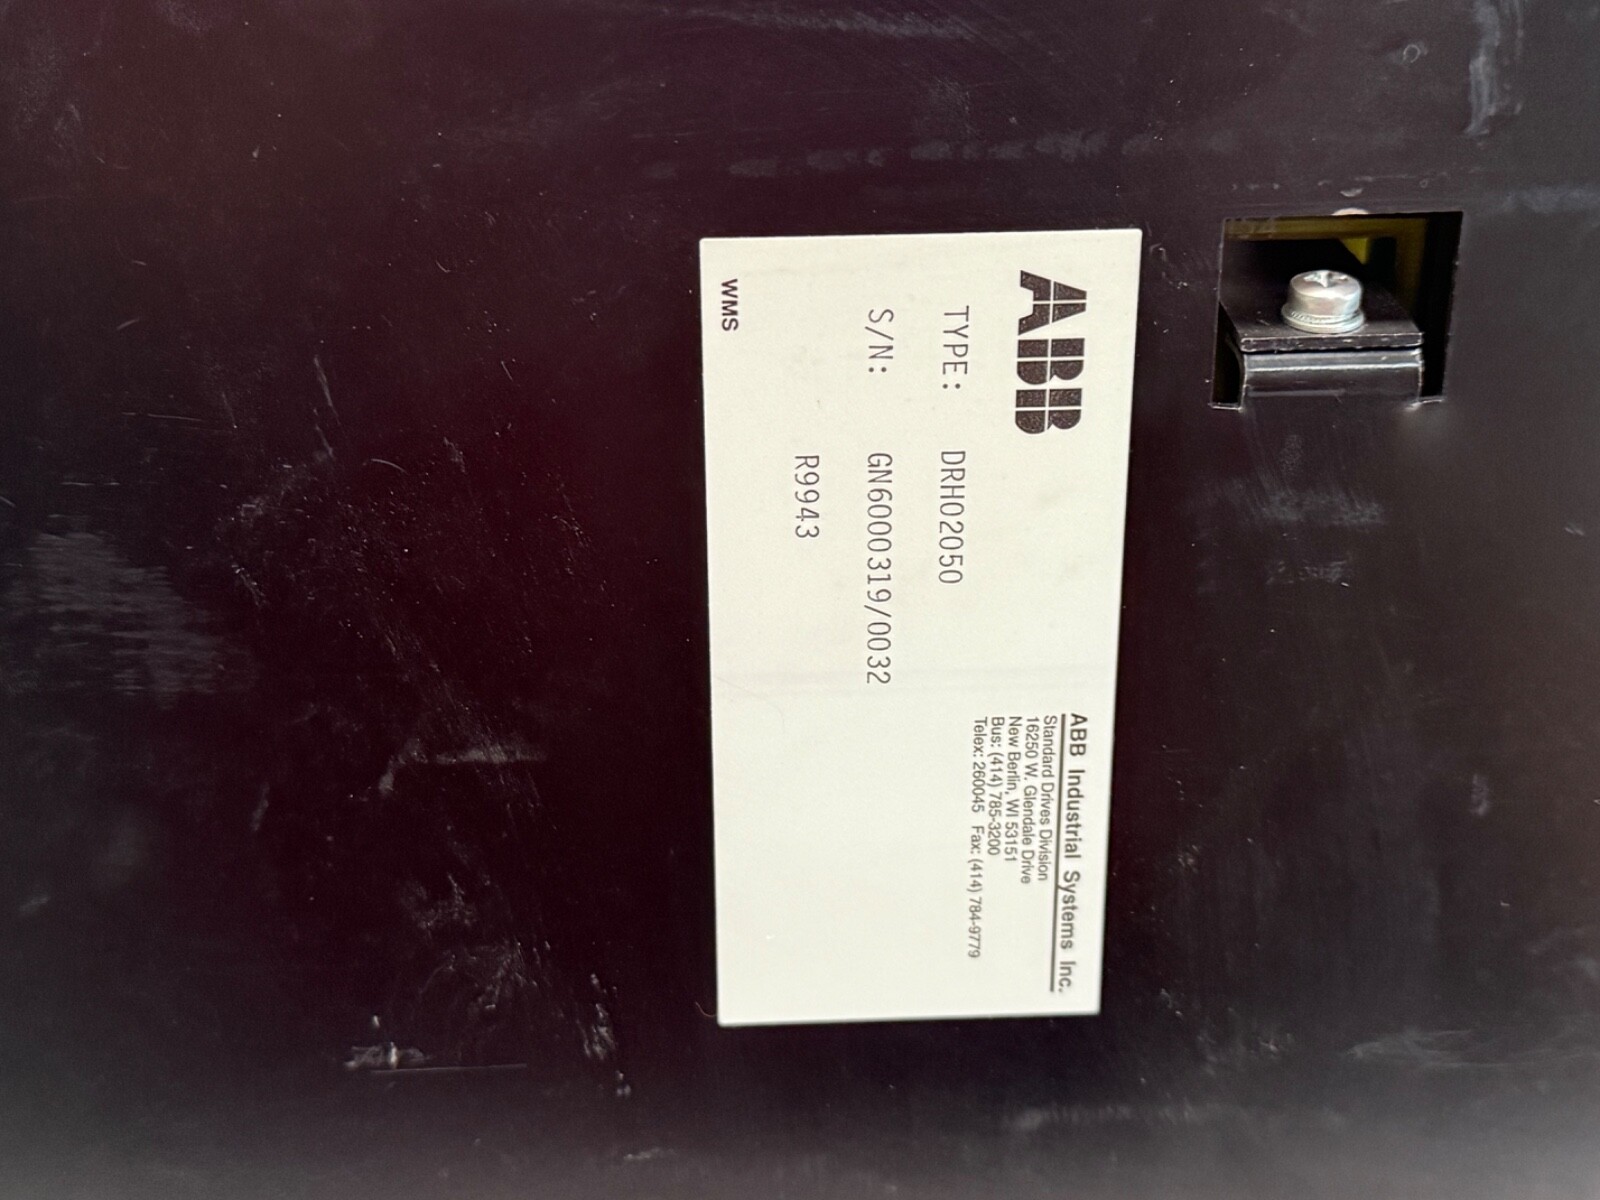 ABB
TYPE: DRH02050
S/N: GN6000319/0032
R9943
WMS
ABB Industrial Systems Inc.
Standard Drives Division
16250 W. Glendale Drive
New Berlin, WI 53151
Bus: (414) 785-3200
Telex: 260045 Fax: (414) 784-9779